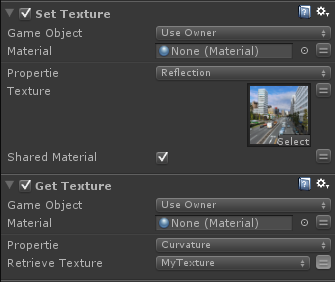 Set Texture
Game Object Use Owner
Material None (Material)
Propertie Reflection
Texture
Select
Shared Material
Get Texture
Game Object Use Owner
Material None (Material)
Propertie Curvature
Retrieve Texture MyTexture